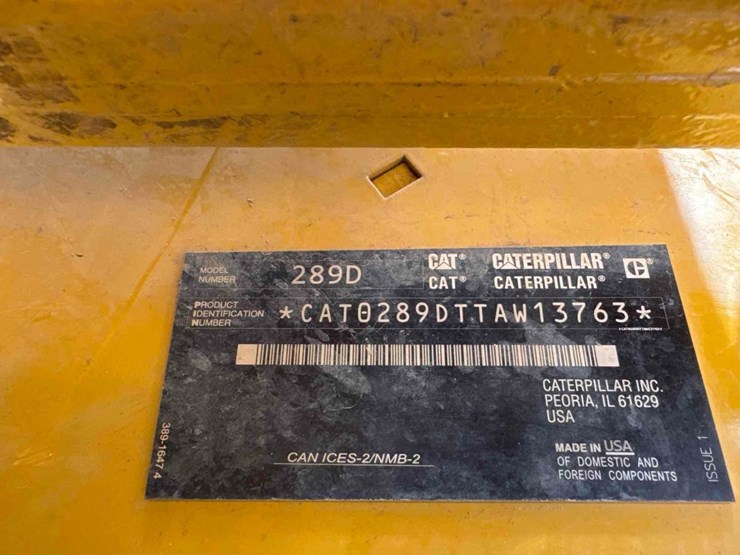 MODEL NUMBER 289D CAT® CATERPILLAR® C
CAT® CATERPILLAR®
PRODUCT IDENTIFICATION NUMBER *CAT0289DTTAW13763*
CATERPILLAR INC.
PEORIA, IL 61629
USA
CAN ICES-2/NMB-2
MADE IN USA
OF DOMESTIC AND
FOREIGN COMPONENTS
389-1647 4
ISSUE 1